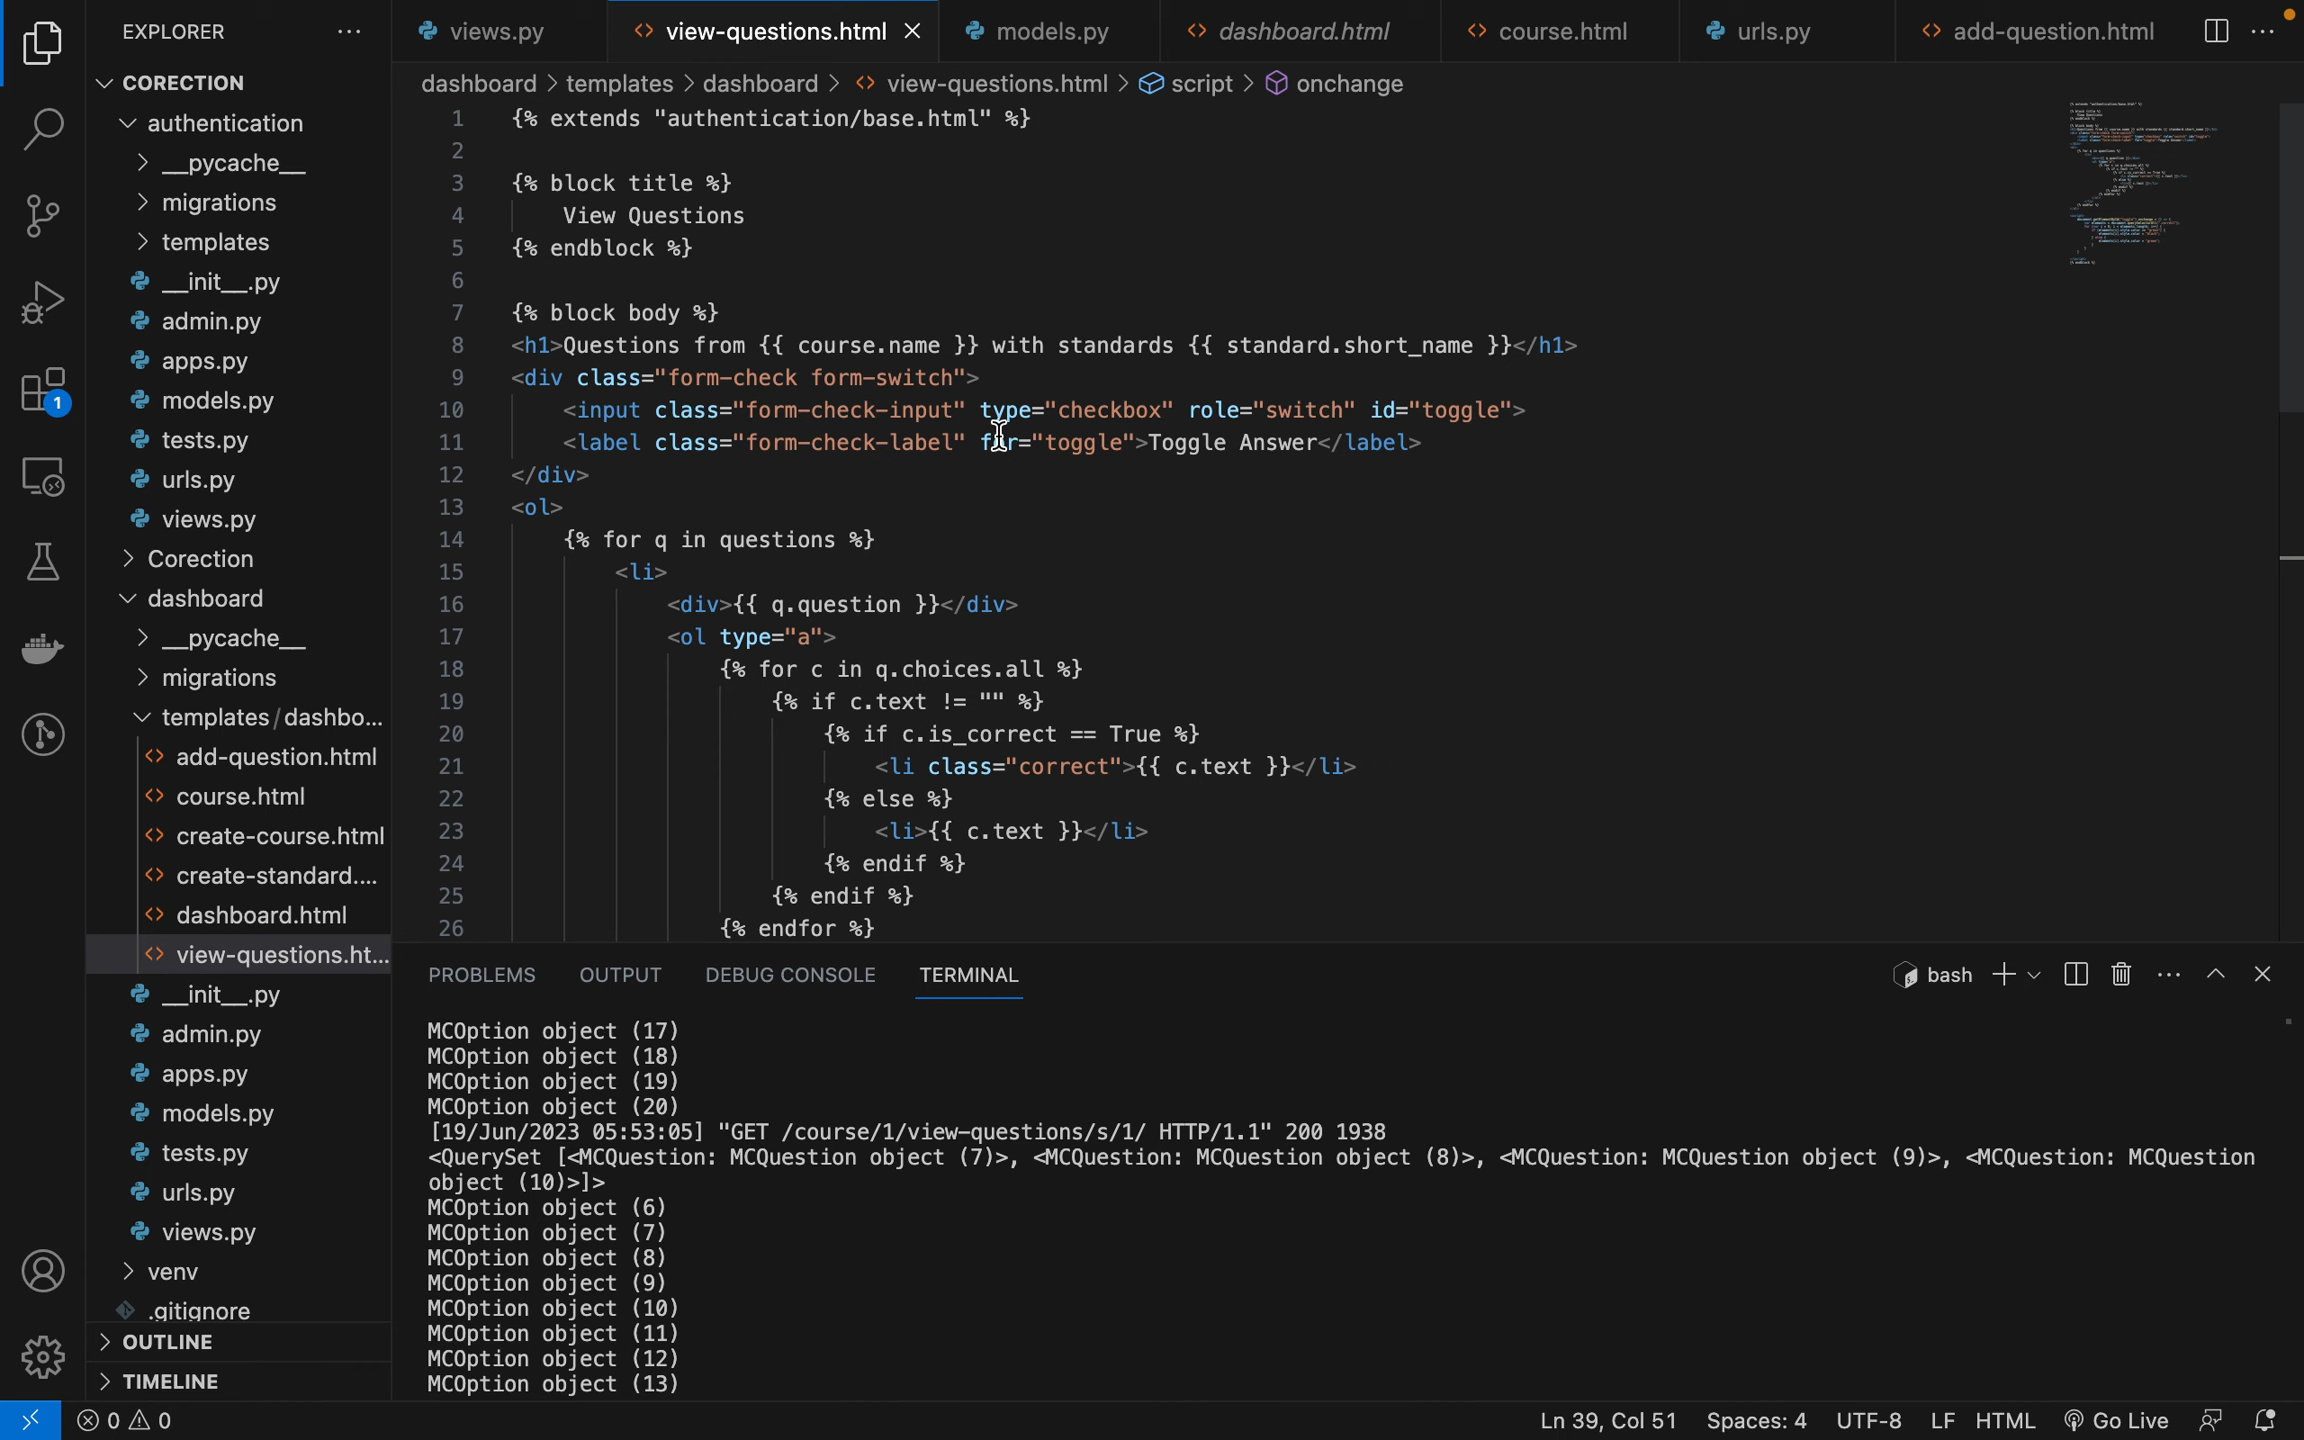 EXPLORER
CORECTION
authentication
__pycache__
migrations
templates
__init__.py
admin.py
apps.py
models.py
tests.py
urls.py
views.py
Corection
dashboard
__pycache__
migrations
templates/dashbo...
add-question.html
course.html
create-course.html
create-standard....
dashboard.html
view-questions.ht...
__init__.py
admin.py
apps.py
models.py
tests.py
urls.py
views.py
venv
.gitignore
OUTLINE
TIMELINE
1
views.py
view-questions.html
models.py
dashboard.html
course.html
urls.py
add-question.html
dashboard > templates > dashboard > <> view-questions.html > script > onchange
1 {% extends "authentication/base.html" %}
2
3 {% block title %}
4 View Questions
5 {% endblock %}
6
7 {% block body %}
8 <h1>Questions from {{ course.name }} with standards {{ standard.short_name }}</h1>
9 <div class="form-check form-switch">
10 <input class="form-check-input" type="checkbox" role="switch" id="toggle">
11 <label class="form-check-label" for="toggle">Toggle Answer</label>
12 </div>
13 <ol>
14 {% for q in questions %}
15 <li>
16 <div>{{ q.question }}</div>
17 <ol type="a">
18 {% for c in q.choices.all %}
19 {% if c.text != "" %}
20 {% if c.is_correct == True %}
21 <li class="correct">{{ c.text }}</li>
22 {% else %}
23 <li>{{ c.text }}</li>
24 {% endif %}
25 {% endif %}
26 {% endfor %}
PROBLEMS OUTPUT DEBUG CONSOLE TERMINAL
bash
MCOption object (17)
MCOption object (18)
MCOption object (19)
MCOption object (20)
[19/Jun/2023 05:53:05] "GET /course/1/view-questions/s/1/ HTTP/1.1" 200 1938
<QuerySet [<MCQuestion: MCQuestion object (7)>, <MCQuestion: MCQuestion object (8)>, <MCQuestion: MCQuestion object (9)>, <MCQuestion: MCQuestion
object (10)>]>
MCOption object (6)
MCOption object (7)
MCOption object (8)
MCOption object (9)
MCOption object (10)
MCOption object (11)
MCOption object (12)
MCOption object (13)
0 0
Ln 39, Col 51 Spaces: 4 UTF-8 LF HTML Go Live